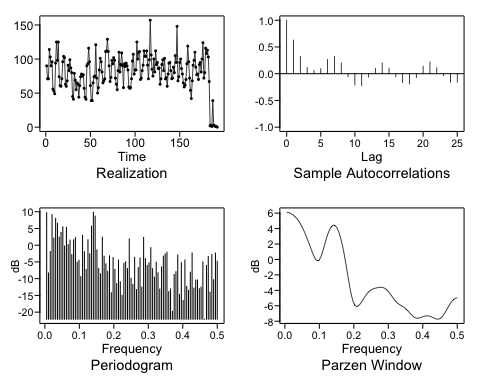 150
100
50
0
0 50 100 150
Time
Realization
1.0
0.5
0.0
-0.5
-1.0
0 5 10 15 20 25
Lag
Sample Autocorrelations
10
5
0
-5
-10
-15
-20
dB
0.0 0.1 0.2 0.3 0.4 0.5
Frequency
Periodogram
6
4
2
0
-2
-4
-6
-8
dB
0.0 0.1 0.2 0.3 0.4 0.5
Frequency
Parzen Window